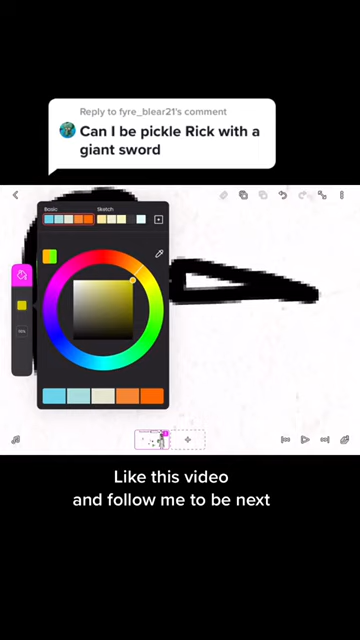 Reply to fyre_blear21's comment
Can I be pickle Rick with a
giant sword
Basic
Sketch
Like this video
and follow me to be next